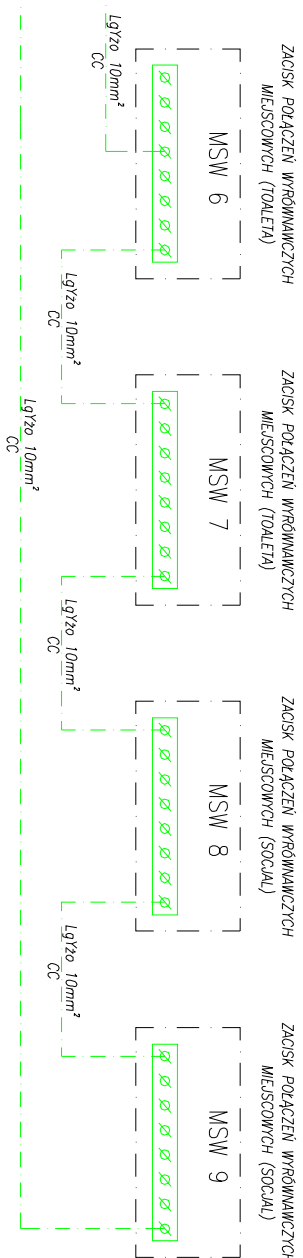 ZACISK POŁĄCZEŃ WYRÓWNAWCZYCH
MIEJSCOWYCH (TOALETA)
MSW 6
LgYżo 10mm²
CC
ZACISK POŁĄCZEŃ WYRÓWNAWCZYCH
MIEJSCOWYCH (TOALETA)
MSW 7
LgYżo 10mm²
CC
LgYżo 10mm²
CC
ZACISK POŁĄCZEŃ WYRÓWNAWCZYCH
MIEJSCOWYCH (SOCJAL)
MSW 8
LgYżo 10mm²
CC
ZACISK POŁĄCZEŃ WYRÓWNAWCZYCH
MIEJSCOWYCH (SOCJAL)
MSW 9
LgYżo 10mm²
CC